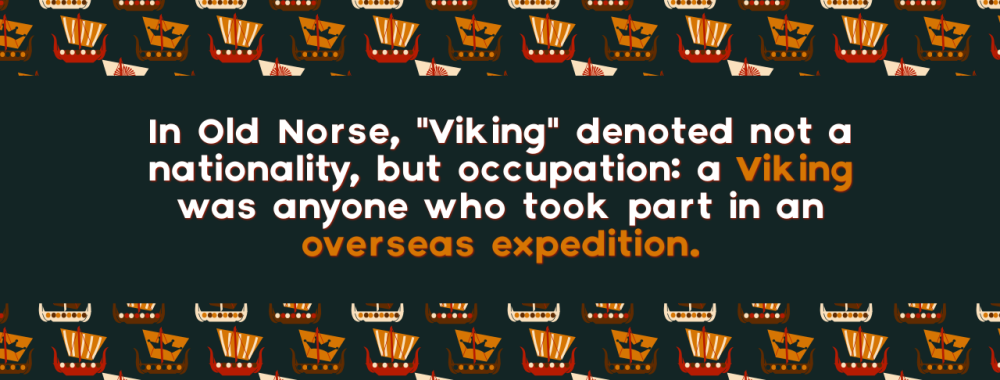 In Old Norse, "Viking" denoted not a
nationality, but occupation: a Viking
was anyone who took part in an
overseas expedition.